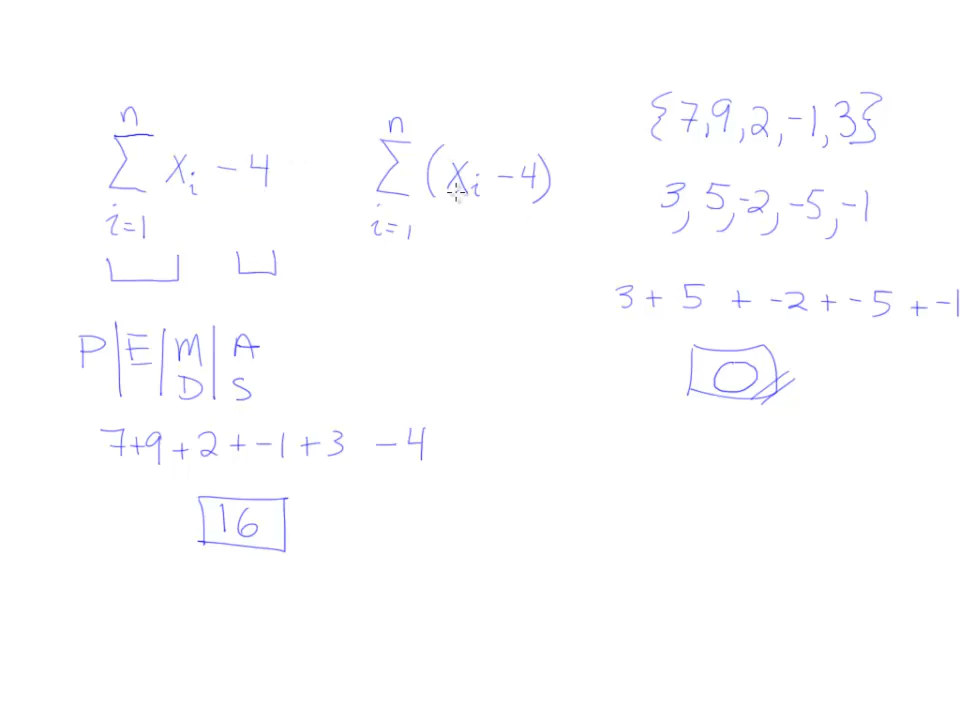 n
∑ xᵢ - 4
i=1
P | E | M | A
D S
7+9+2+-1+3 -4
16
n
∑ (xᵢ - 4)
i=1
{7, 9, 2, -1, 3}
3, 5, -2, -5, -1
3 + 5 + -2 + -5 + -1
0